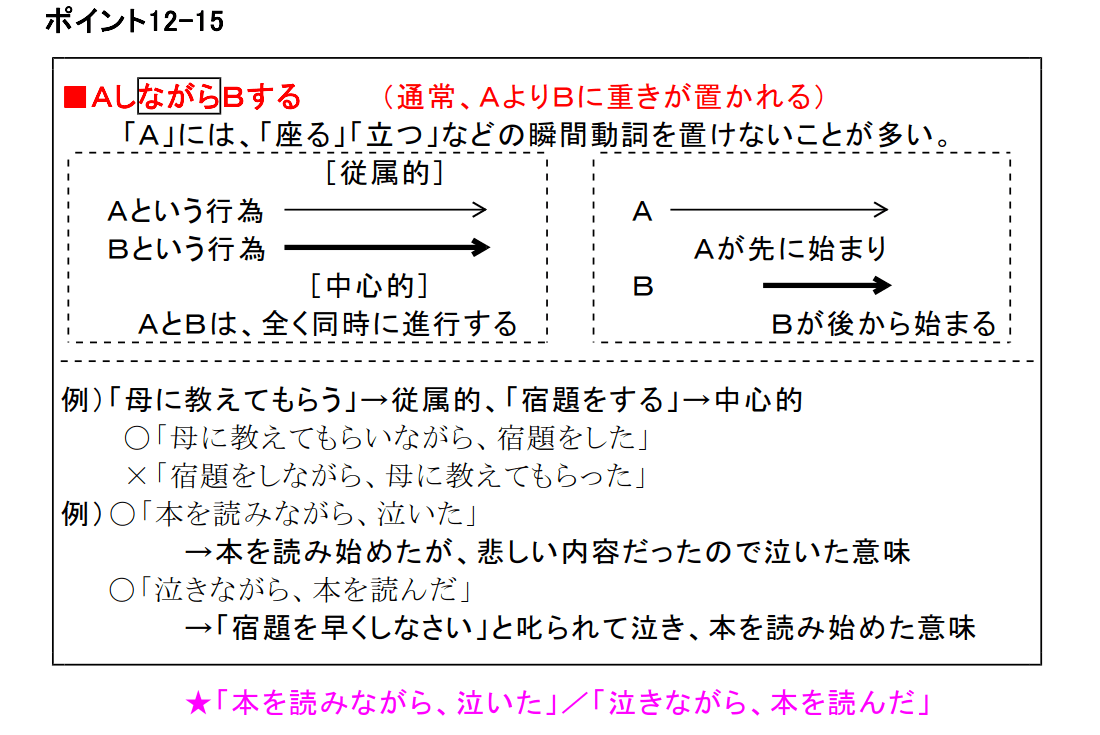 ポイント12-15
■AしながらBする　　（通常、AよりBに重きが置かれる）
「A」には、「座る」「立つ」などの瞬間動詞を置けないことが多い。
［従属的］
Aという行為
Bという行為
［中心的］
AとBは、全く同時に進行する
A
Aが先に始まり
B
Bが後から始まる
例）「母に教えてもらう」→従属的、「宿題をする」→中心的
○「母に教えてもらいながら、宿題をした」
×「宿題をしながら、母に教えてもらった」
例）○「本を読みながら、泣いた」
→本を読み始めたが、悲しい内容だったので泣いた意味
○「泣きながら、本を読んだ」
→「宿題を早くしなさい」と叱られて泣き、本を読み始めた意味
★「本を読みながら、泣いた」／「泣きながら、本を読んだ」